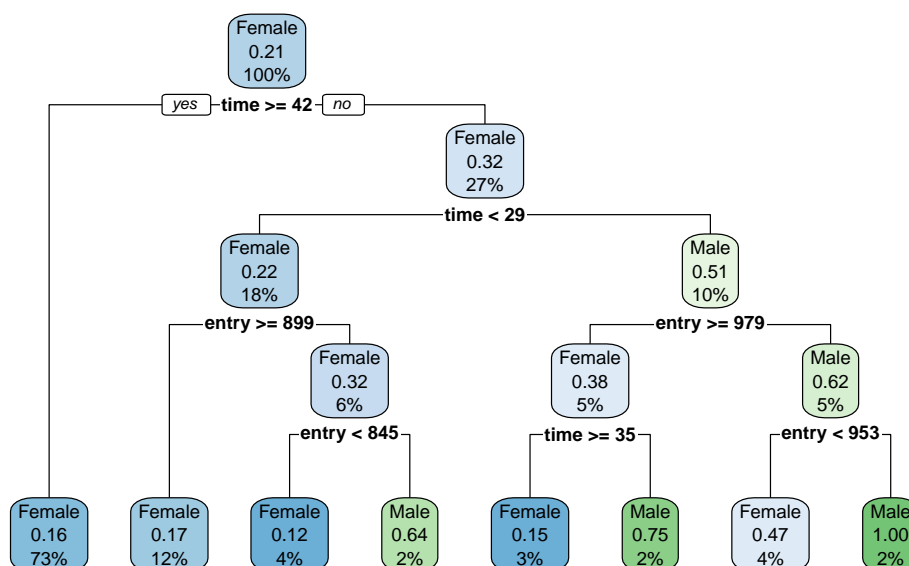 Female
0.21
100%
yes time >= 42 no
Female
0.32
27%
time < 29
Female
0.22
18%
Male
0.51
10%
entry >= 899
entry >= 979
Female
0.32
6%
Female
0.38
5%
Male
0.62
5%
entry < 845
time >= 35
entry < 953
Female
0.16
73%
Female
0.17
12%
Female
0.12
4%
Male
0.64
2%
Female
0.15
3%
Male
0.75
2%
Female
0.47
4%
Male
1.00
2%